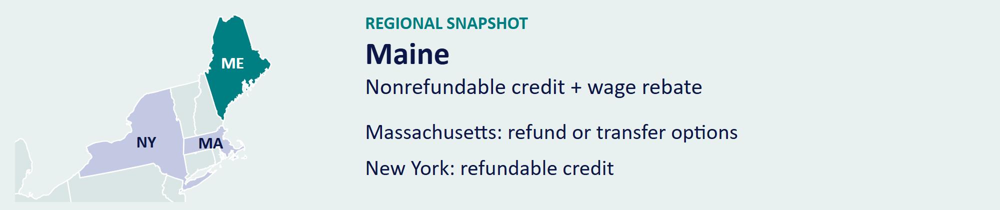 REGIONAL SNAPSHOT
Maine
Nonrefundable credit + wage rebate
Massachusetts: refund or transfer options
New York: refundable credit
ME
NY
MA